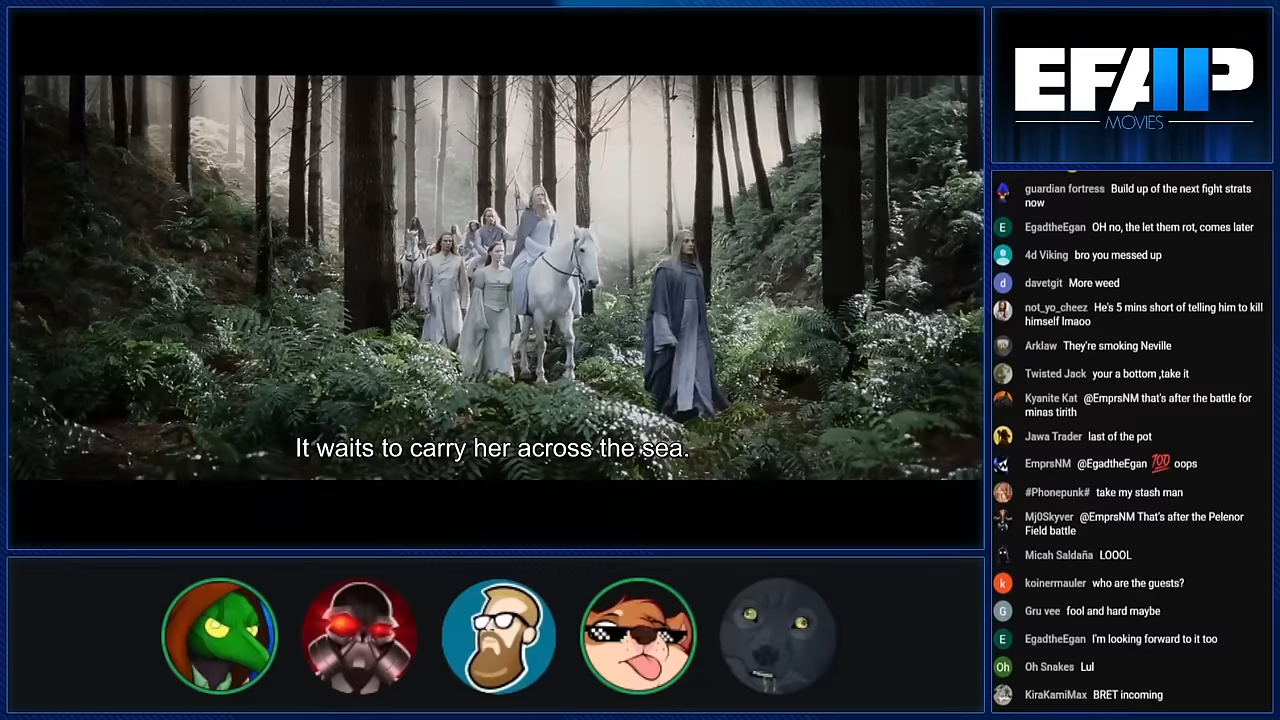 EFAP
MOVIES
It waits to carry her across the sea.
guardian fortress Build up of the next fight strats
now
E EgadtheEgan OH no, the let them rot, comes later
4d Viking bro you messed up
d davetgit More weed
not_yo_cheez He's 5 mins short of telling him to kill
himself lmaoo
Arklaw They're smoking Neville
Twisted Jack your a bottom ,take it
Kyanite Kat @EmprsNM that's after the battle for
minas tirith
Jawa Trader last of the pot
EmprsNM @EgadtheEgan 💯 oops
#Phonepunk# take my stash man
Mj0Skyver @EmprsNM That's after the Pelenor
Field battle
Micah Saldaña LOOOL
k koinermauler who are the guests?
G Gru vee fool and hard maybe
E EgadtheEgan I'm looking forward to it too
Oh Oh Snakes Lul
KiraKamiMax BRET incoming